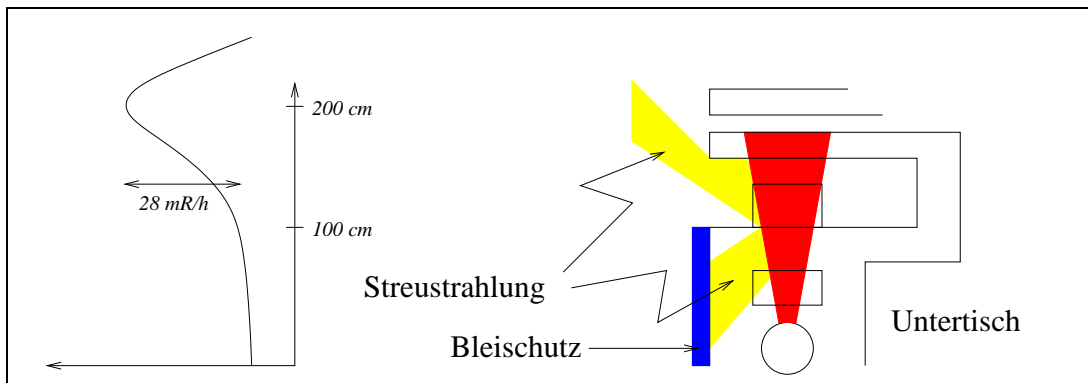 200 cm
28 mR/h
100 cm
Streustrahlung
Bleischutz
Untertisch